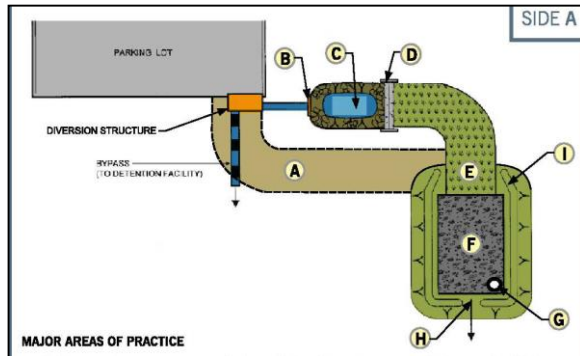 SIDE A
PARKING LOT
B
C
D
DIVERSION STRUCTURE
BYPASS
(TO DETENTION FACILITY)
A
E
I
F
G
H
MAJOR AREAS OF PRACTICE